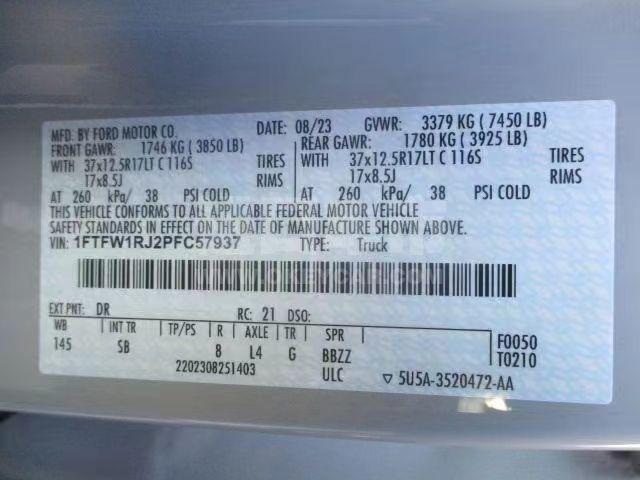 MFD. BY FORD MOTOR CO. DATE: 08/23 GVWR: 3379 KG ( 7450 LB)
FRONT GAWR: 1746 KG ( 3850 LB) REAR GAWR: 1780 KG ( 3925 LB)
WITH 37x12.5R17LT C 116S TIRES WITH 37x12.5R17LT C 116S TIRES
17x8.5J RIMS 17x8.5J RIMS
AT 260 kPa/ 38 PSI COLD AT 260 kPa/ 38 PSI COLD
THIS VEHICLE CONFORMS TO ALL APPLICABLE FEDERAL MOTOR VEHICLE
SAFETY STANDARDS IN EFFECT ON THE DATE OF MANUFACTURE SHOWN ABOVE.
VIN: 1FTFW1RJ2PFC57937 TYPE: Truck
EXT PNT: DR RC: 21 DSO:
WB INT TR TP/PS R AXLE TR SPR F0050
145 SB 8 L4 G BBZZ T0210
2202308251403 ULC ▽ 5U5A-3520472-AA